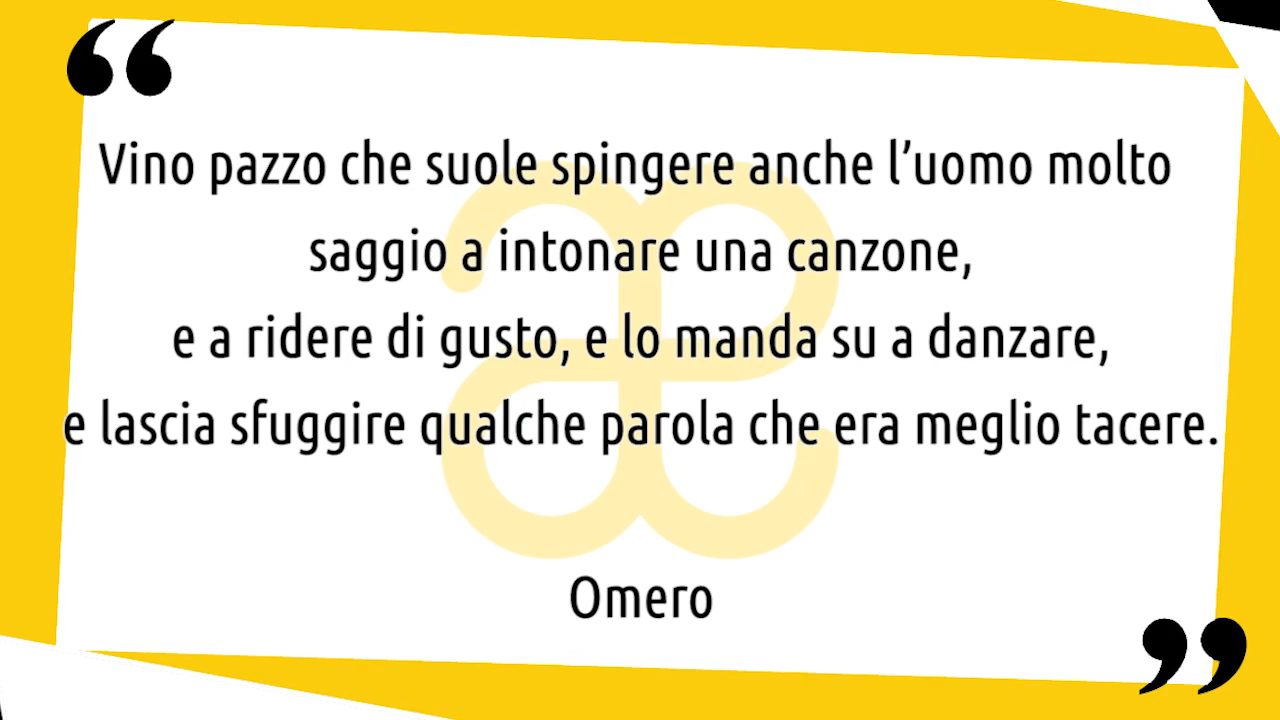 “
Vino pazzo che suole spingere anche l’uomo molto
saggio a intonare una canzone,
e a ridere di gusto, e lo manda su a danzare,
e lascia sfuggire qualche parola che era meglio tacere.
Omero
”